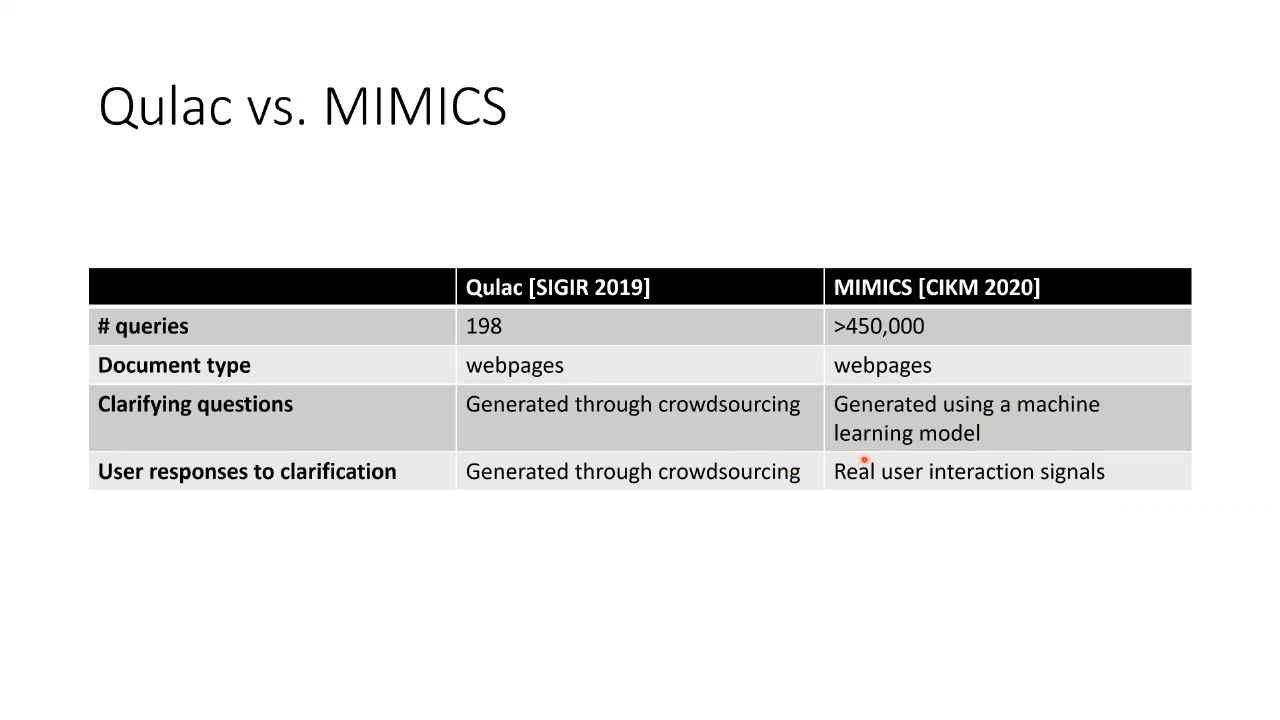 Qulac vs. MIMICS
Qulac [SIGIR 2019] MIMICS [CIKM 2020]
# queries 198 >450,000
Document type webpages webpages
Clarifying questions Generated through crowdsourcing Generated using a machine
learning model
User responses to clarification Generated through crowdsourcing Real user interaction signals